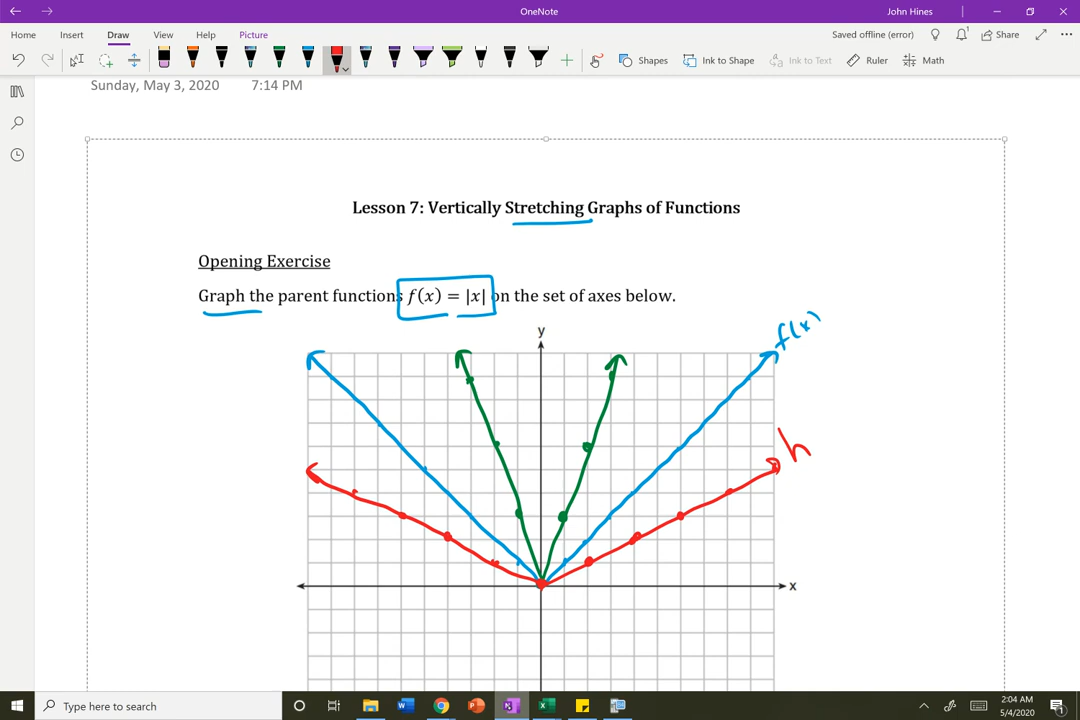 OneNote
John Hines
Home Insert Draw View Help Picture
Saved offline (error) Share
Shapes Ink to Shape Ink to Text Ruler Math
Sunday, May 3, 2020 7:14 PM
Lesson 7: Vertically Stretching Graphs of Functions
Opening Exercise
Graph the parent functions f(x) = |x| on the set of axes below.
y
f(x)
h
x
Type here to search
2:04 AM
5/4/2020
1